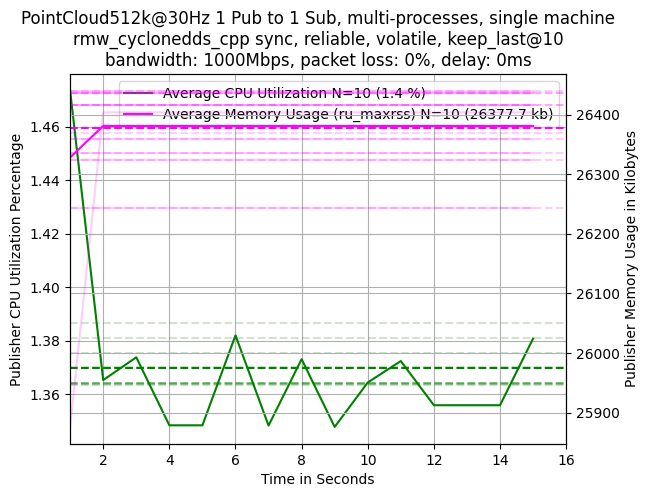 PointCloud512k@30Hz 1 Pub to 1 Sub, multi-processes, single machine
rmw_cyclonedds_cpp sync, reliable, volatile, keep_last@10
bandwidth: 1000Mbps, packet loss: 0%, delay: 0ms
Average CPU Utilization N=10 (1.4 %)
Average Memory Usage (ru_maxrss) N=10 (26377.7 kb)
Publisher CPU Utilization Percentage
1.46
1.44
1.42
1.40
1.38
1.36
26400
26300
26200
26100
26000
25900
Publisher Memory Usage in Kilobytes
2 4 6 8 10 12 14 16
Time in Seconds